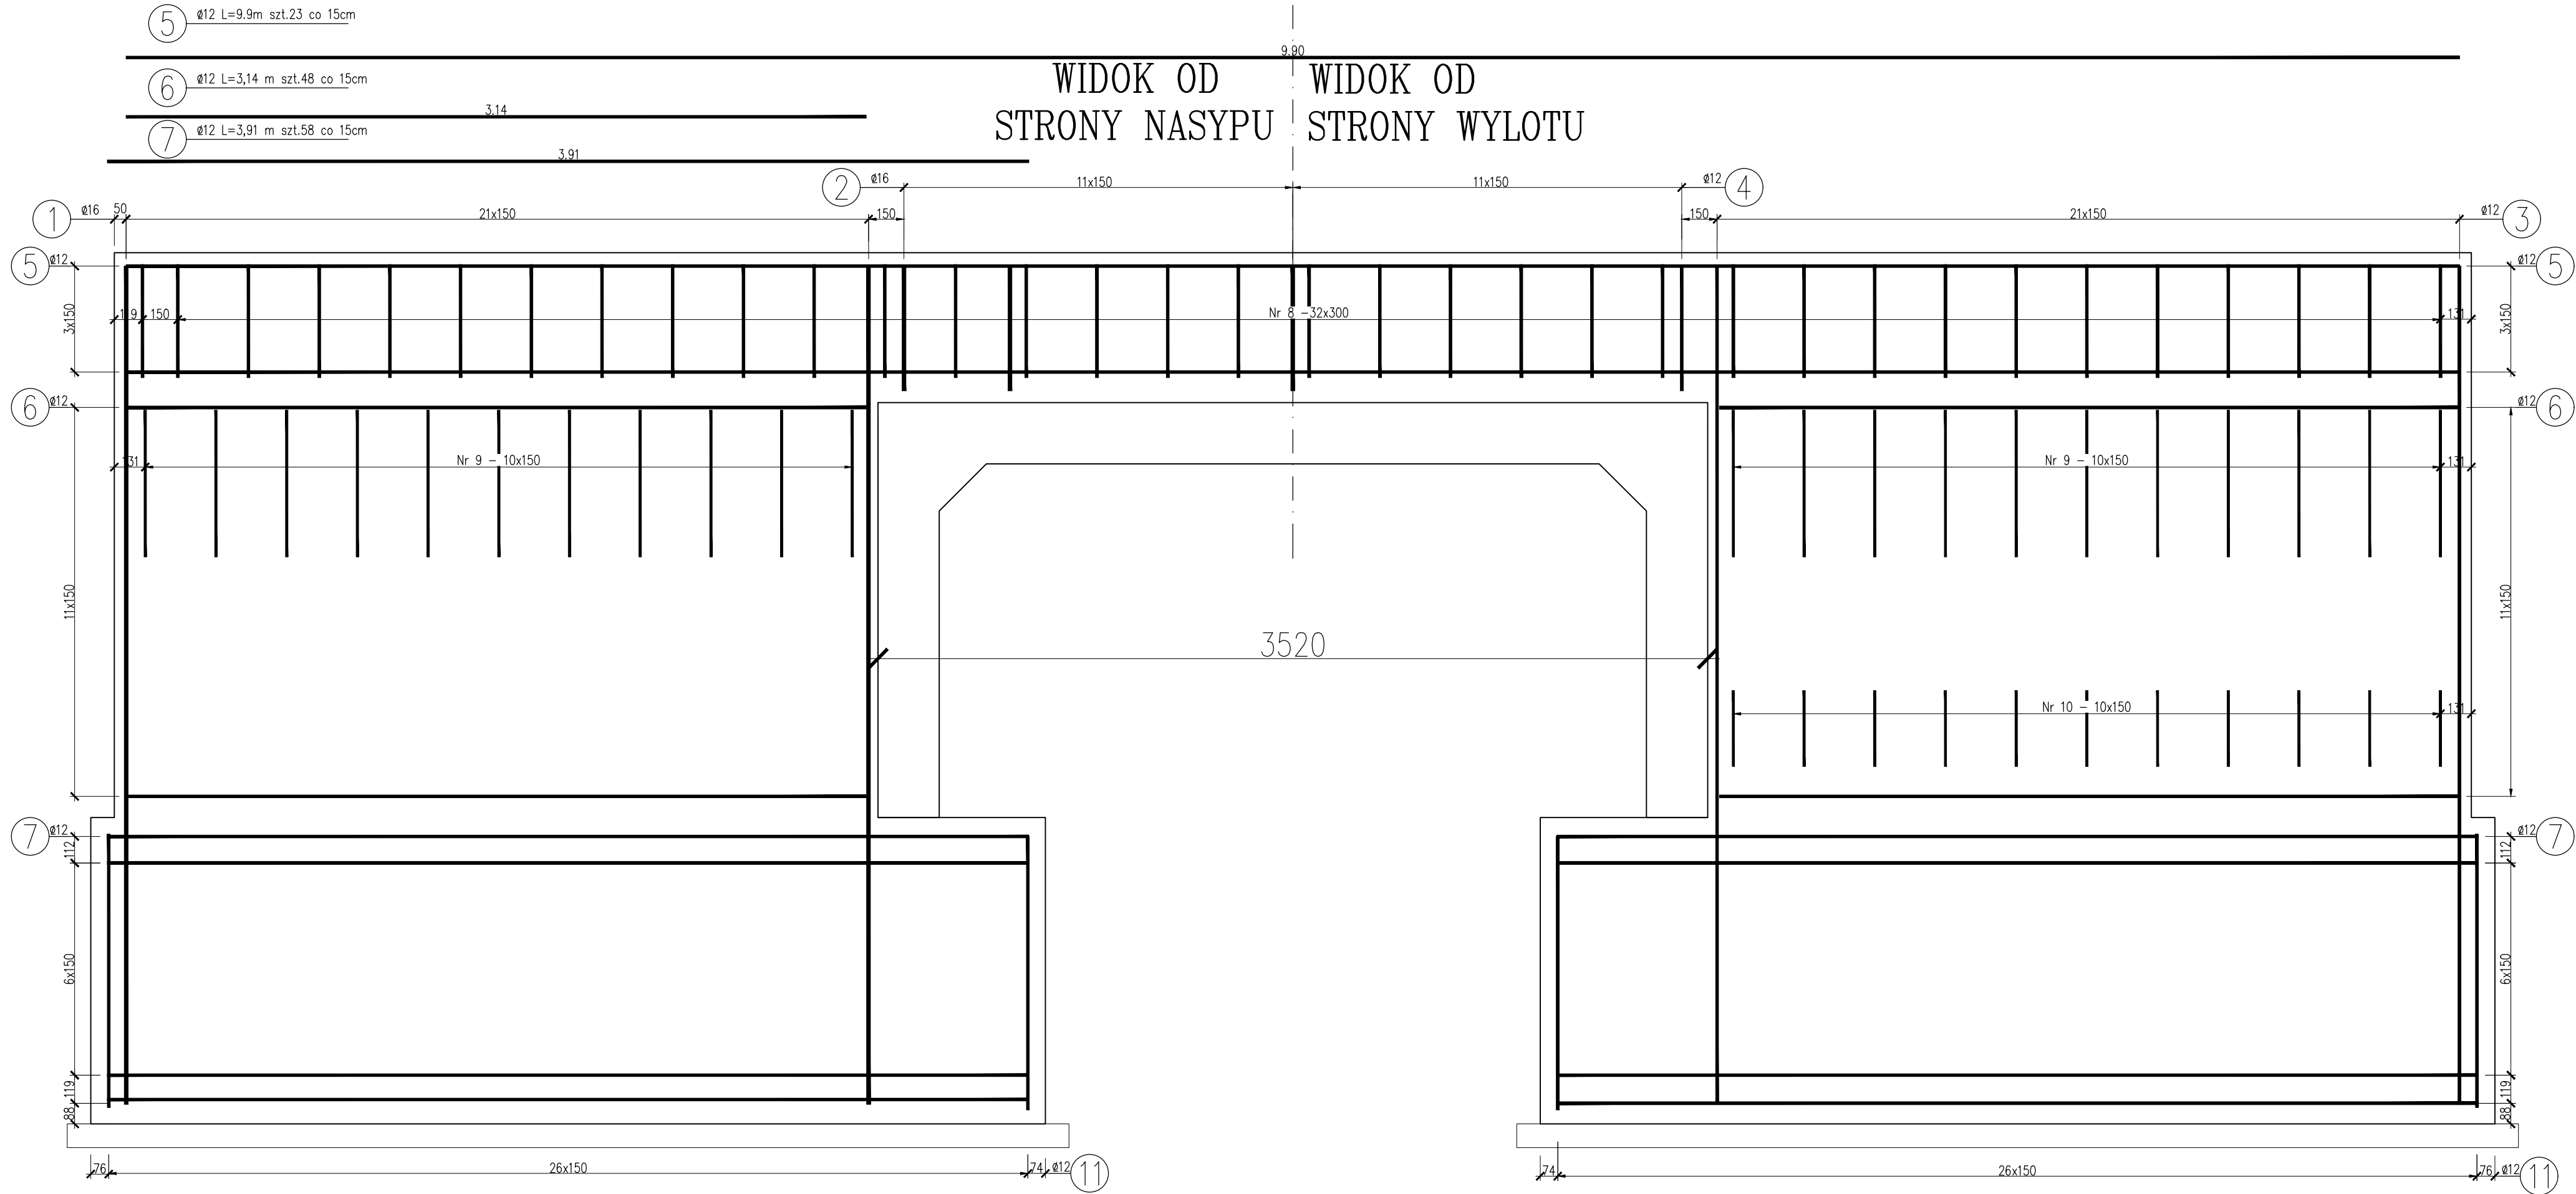 5 ø12 L=9.9m szt.23 co 15cm
9.90
6 ø12 L=3,14 m szt.48 co 15cm
3.14
7 ø12 L=3,91 m szt.58 co 15cm
3.91
WIDOK OD
STRONY NASYPU
WIDOK OD
STRONY WYLOTU
2 ø16 11x150 11x150 ø12 4
1 ø16 50 21x150 150 150 21x150 ø12 3
5 ø12 ø12 5
3x150 119 150 Nr 8 -32x300 131 3x150
6 ø12 ø12 6
131 Nr 9 - 10x150 Nr 9 - 10x150 131
11x150 11x150
3520
Nr 10 - 10x150 131
7 ø12 ø12 7
112 112
6x150 6x150
119 119
88 88
76 26x150 74 ø12 11
74 26x150 76 ø12 11